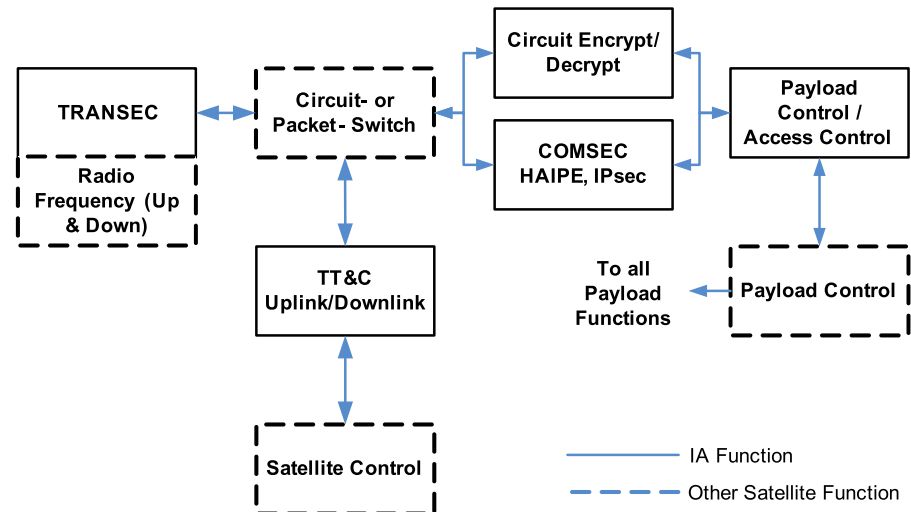 TRANSEC
Radio
Frequency (Up
& Down)
Circuit- or
Packet- Switch
Circuit Encrypt/
Decrypt
COMSEC
HAIPE, IPsec
Payload
Control /
Access Control
TT&C
Uplink/Downlink
To all
Payload
Functions
Payload Control
Satellite Control
IA Function
Other Satellite Function